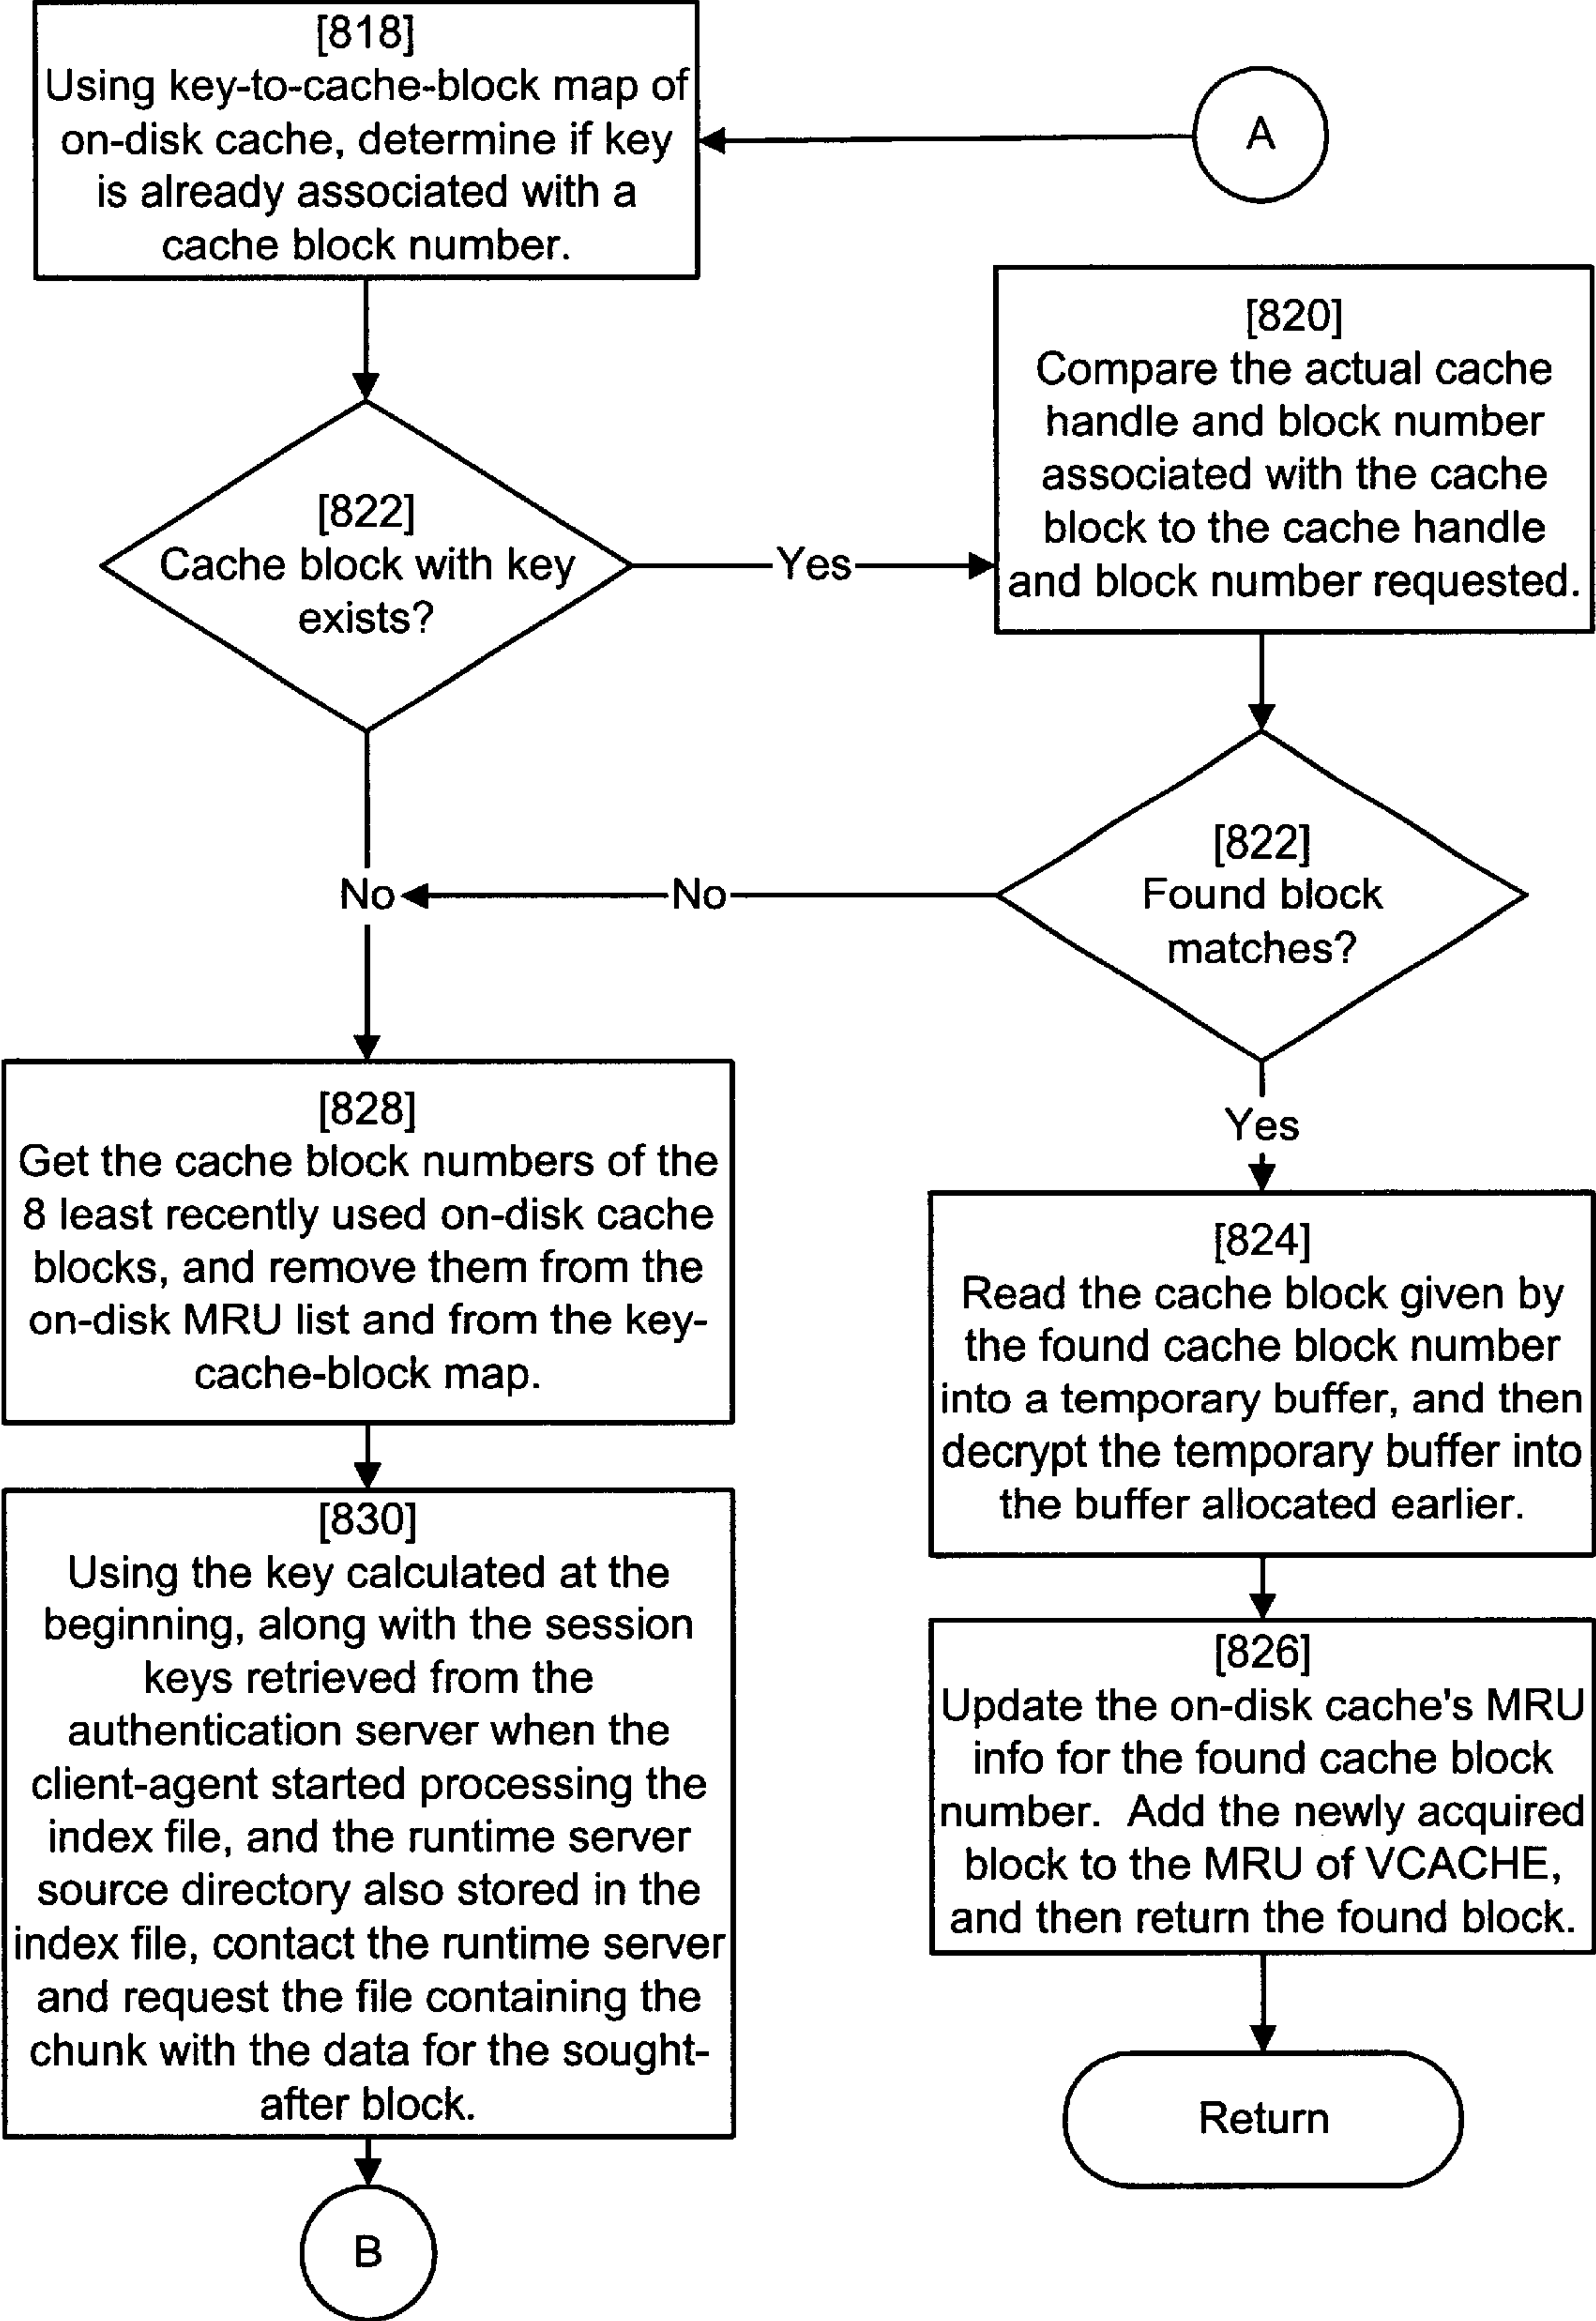 [818]
Using key-to-cache-block map of
on-disk cache, determine if key
is already associated with a
cache block number.
A
[820]
Compare the actual cache
handle and block number
associated with the cache
block to the cache handle
and block number requested.
[822]
Cache block with key
exists?
Yes
[822]
Found block
matches?
No
No
Yes
[828]
Get the cache block numbers of the
8 least recently used on-disk cache
blocks, and remove them from the
on-disk MRU list and from the key-
cache-block map.
[824]
Read the cache block given by
the found cache block number
into a temporary buffer, and then
decrypt the temporary buffer into
the buffer allocated earlier.
[830]
Using the key calculated at the
beginning, along with the session
keys retrieved from the
authentication server when the
client-agent started processing the
index file, and the runtime server
source directory also stored in the
index file, contact the runtime server
and request the file containing the
chunk with the data for the sought-
after block.
[826]
Update the on-disk cache's MRU
info for the found cache block
number.  Add the newly acquired
block to the MRU of VCACHE,
and then return the found block.
Return
B